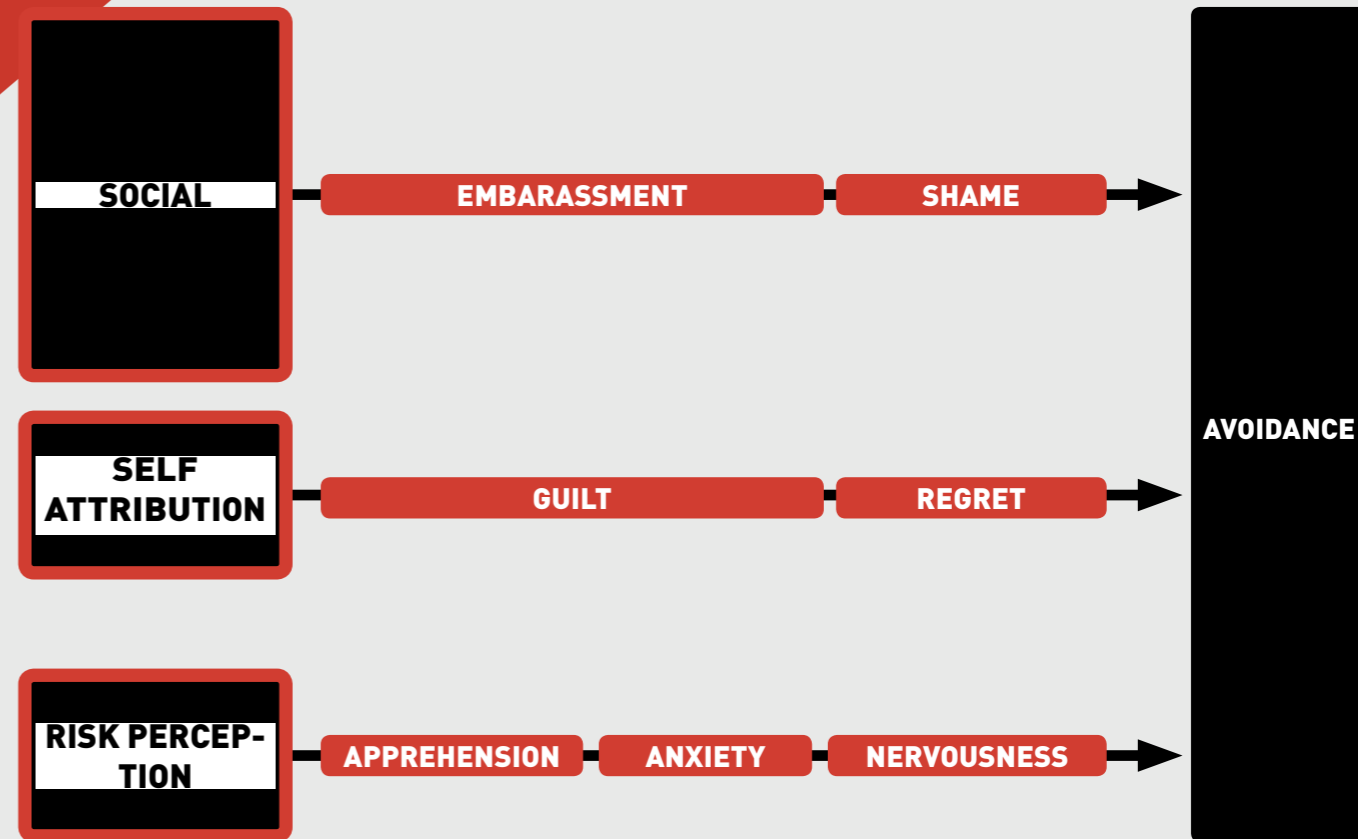 SOCIAL
EMBARASSMENT
SHAME
SELF
ATTRIBUTION
GUILT
REGRET
AVOIDANCE
RISK PERCEP-
TION
APPREHENSION
ANXIETY
NERVOUSNESS